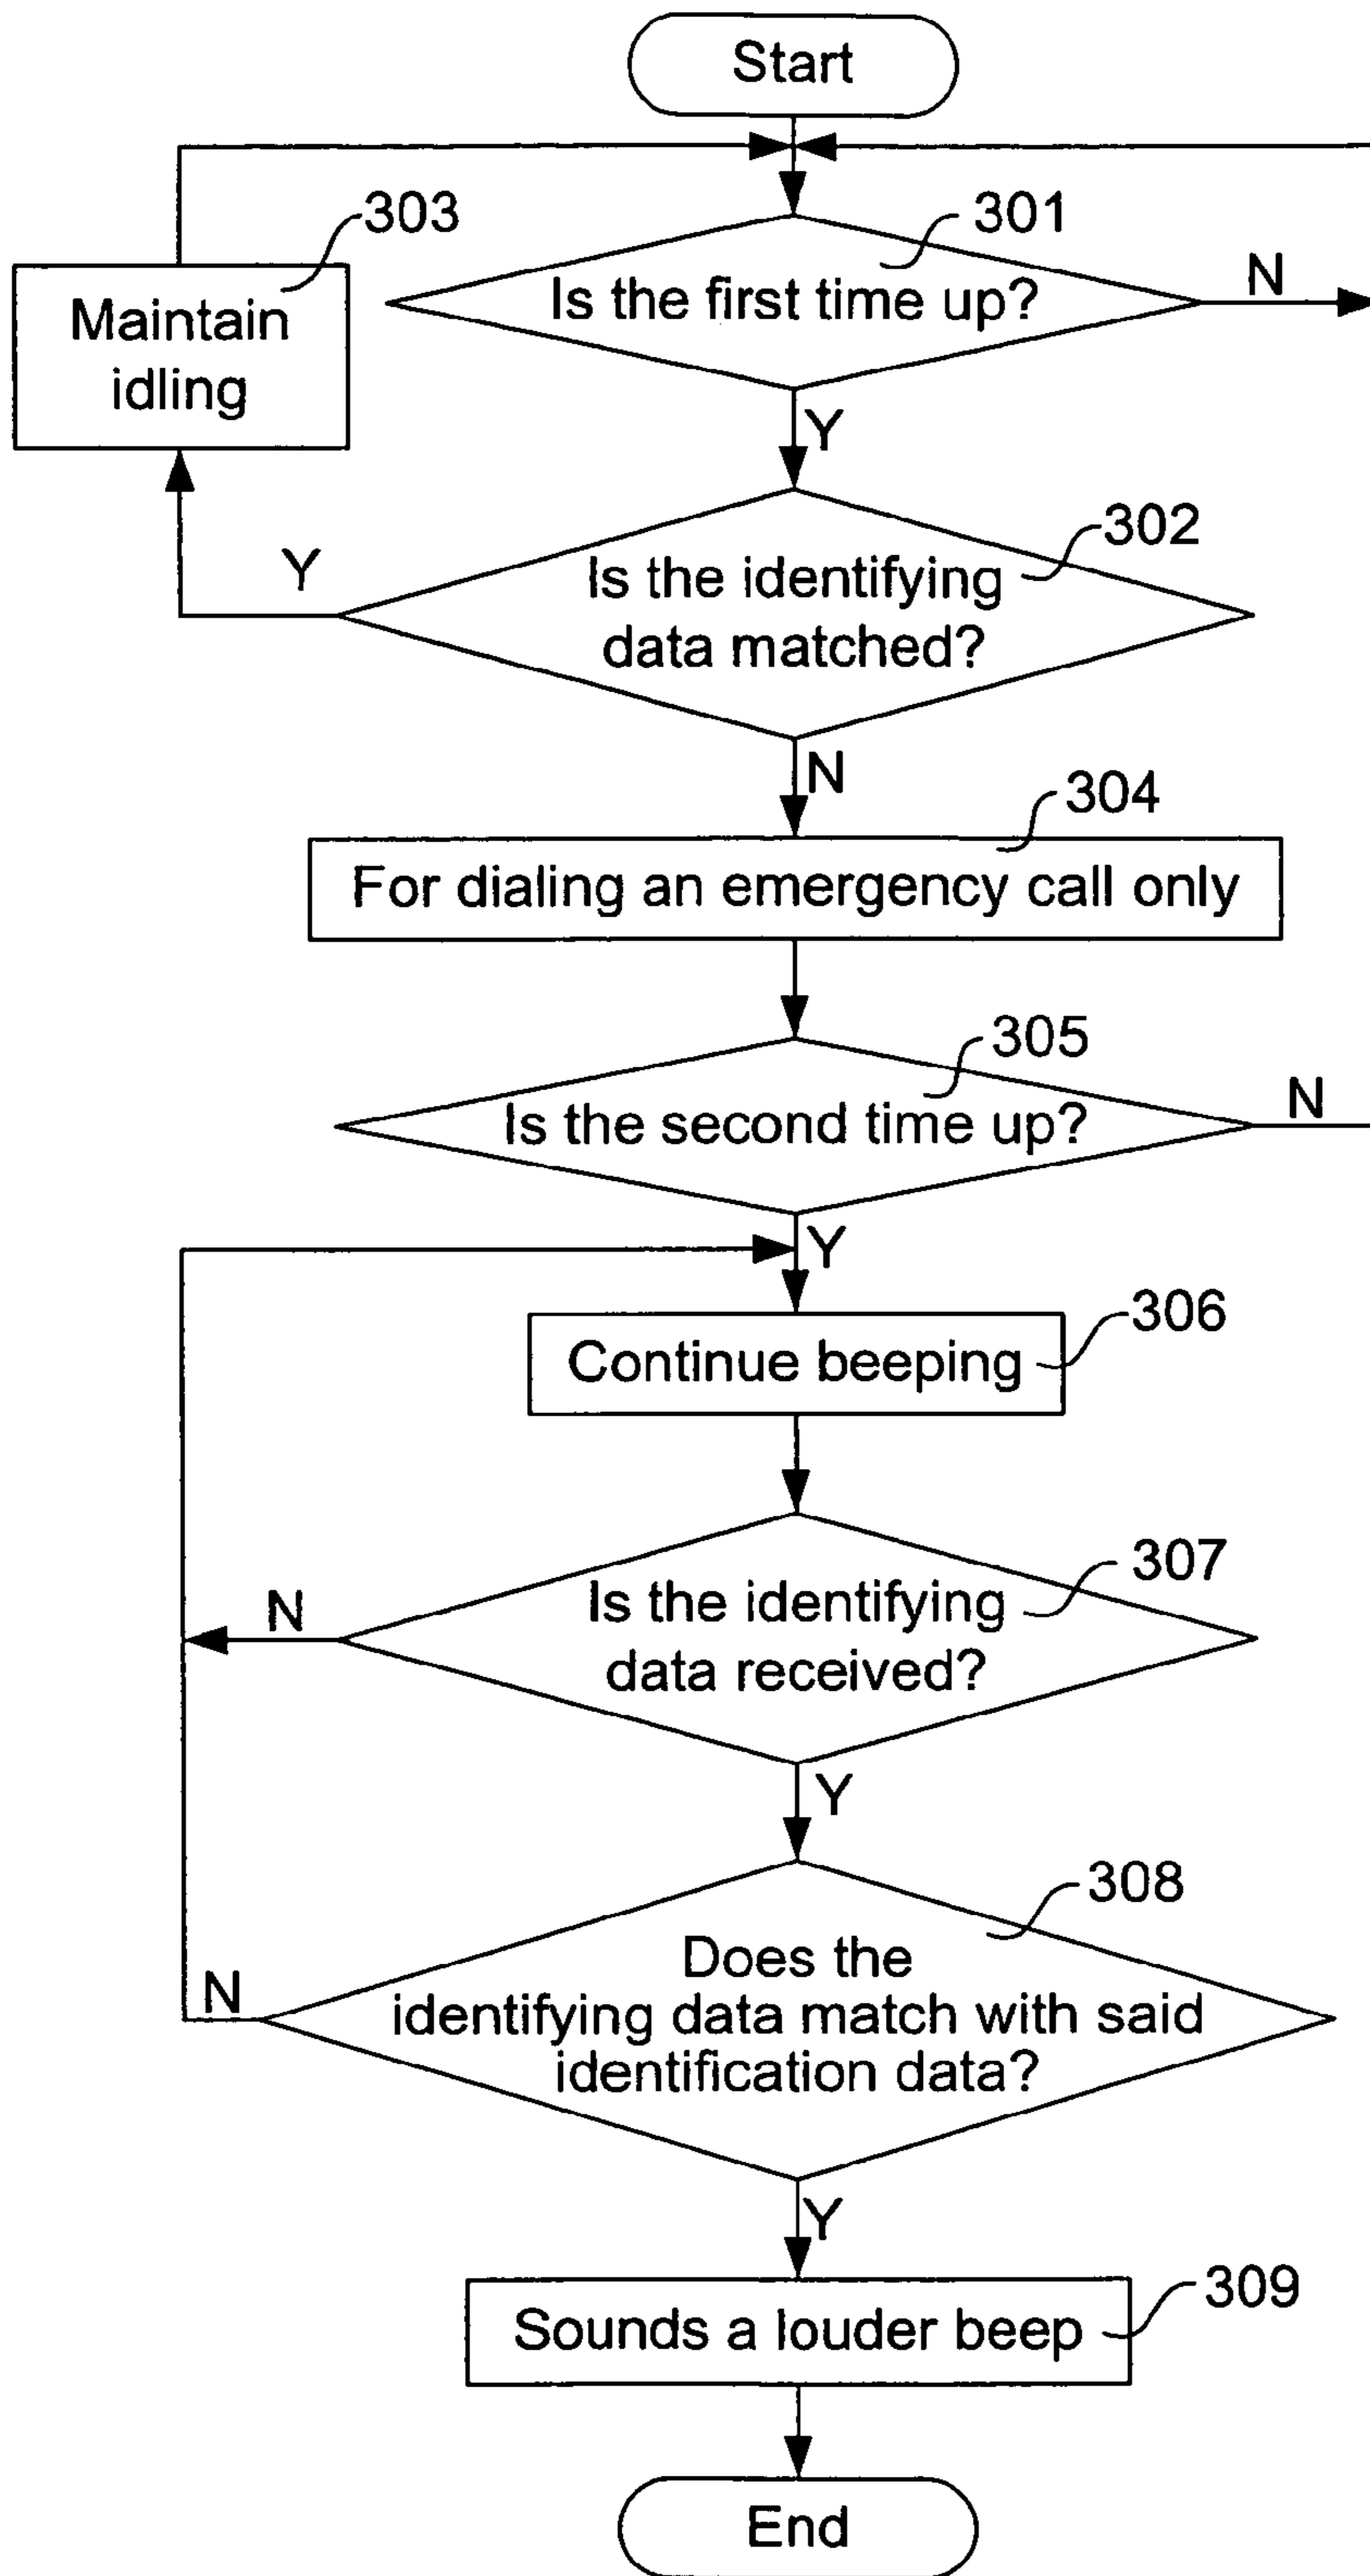 Start
303
301
Maintain
idling
Is the first time up?
N
Y
302
Y
Is the identifying
data matched?
N
304
For dialing an emergency call only
305
Is the second time up?
N
Y
306
Continue beeping
307
N
Is the identifying
data received?
Y
308
Does the
identifying data match with said
identification data?
N
Y
309
Sounds a louder beep
End